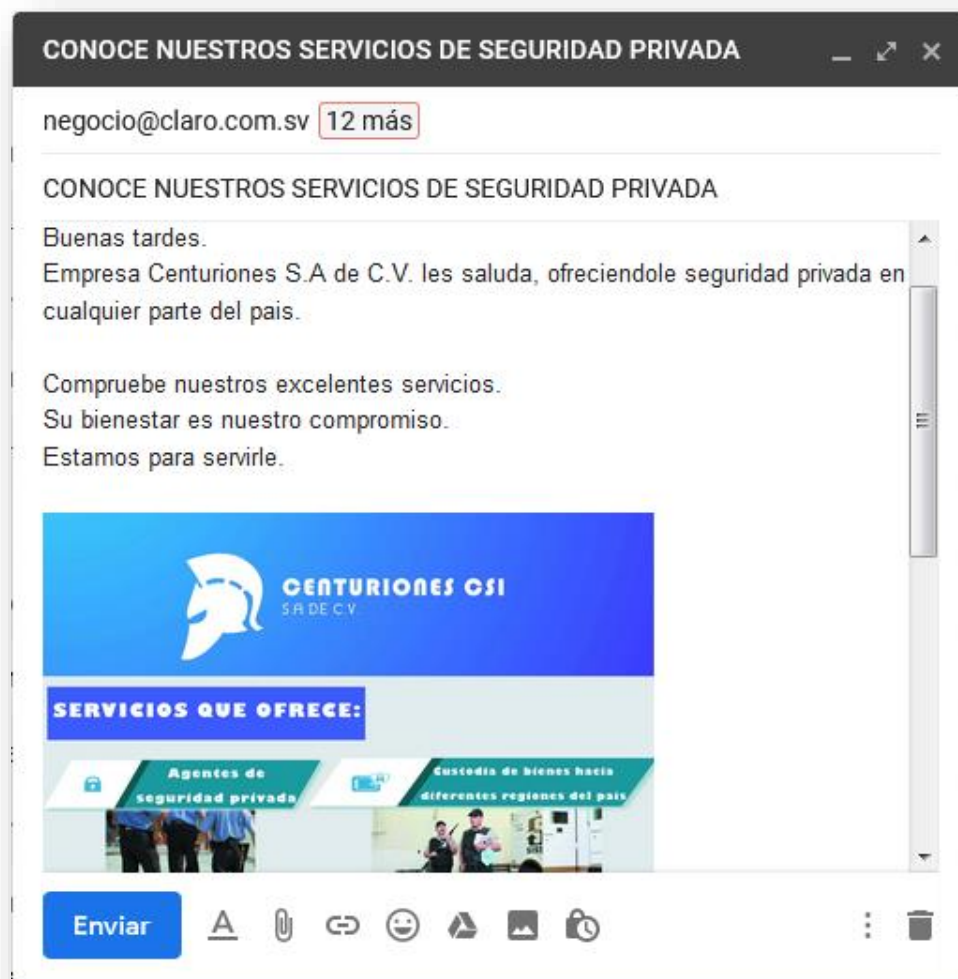 CONOCE NUESTROS SERVICIOS DE SEGURIDAD PRIVADA
negocio@claro.com.sv 12 más
CONOCE NUESTROS SERVICIOS DE SEGURIDAD PRIVADA
Buenas tardes.
Empresa Centuriones S.A de C.V. les saluda, ofreciendole seguridad privada en
cualquier parte del pais.
Compruebe nuestros excelentes servicios.
Su bienestar es nuestro compromiso.
Estamos para servirle.
CENTURIONES CSI
S.A DE C.V
SERVICIOS QUE OFRECE:
Agentes de
seguridad privada
Custodia de bienes hacia
diferentes regiones del pais
Enviar